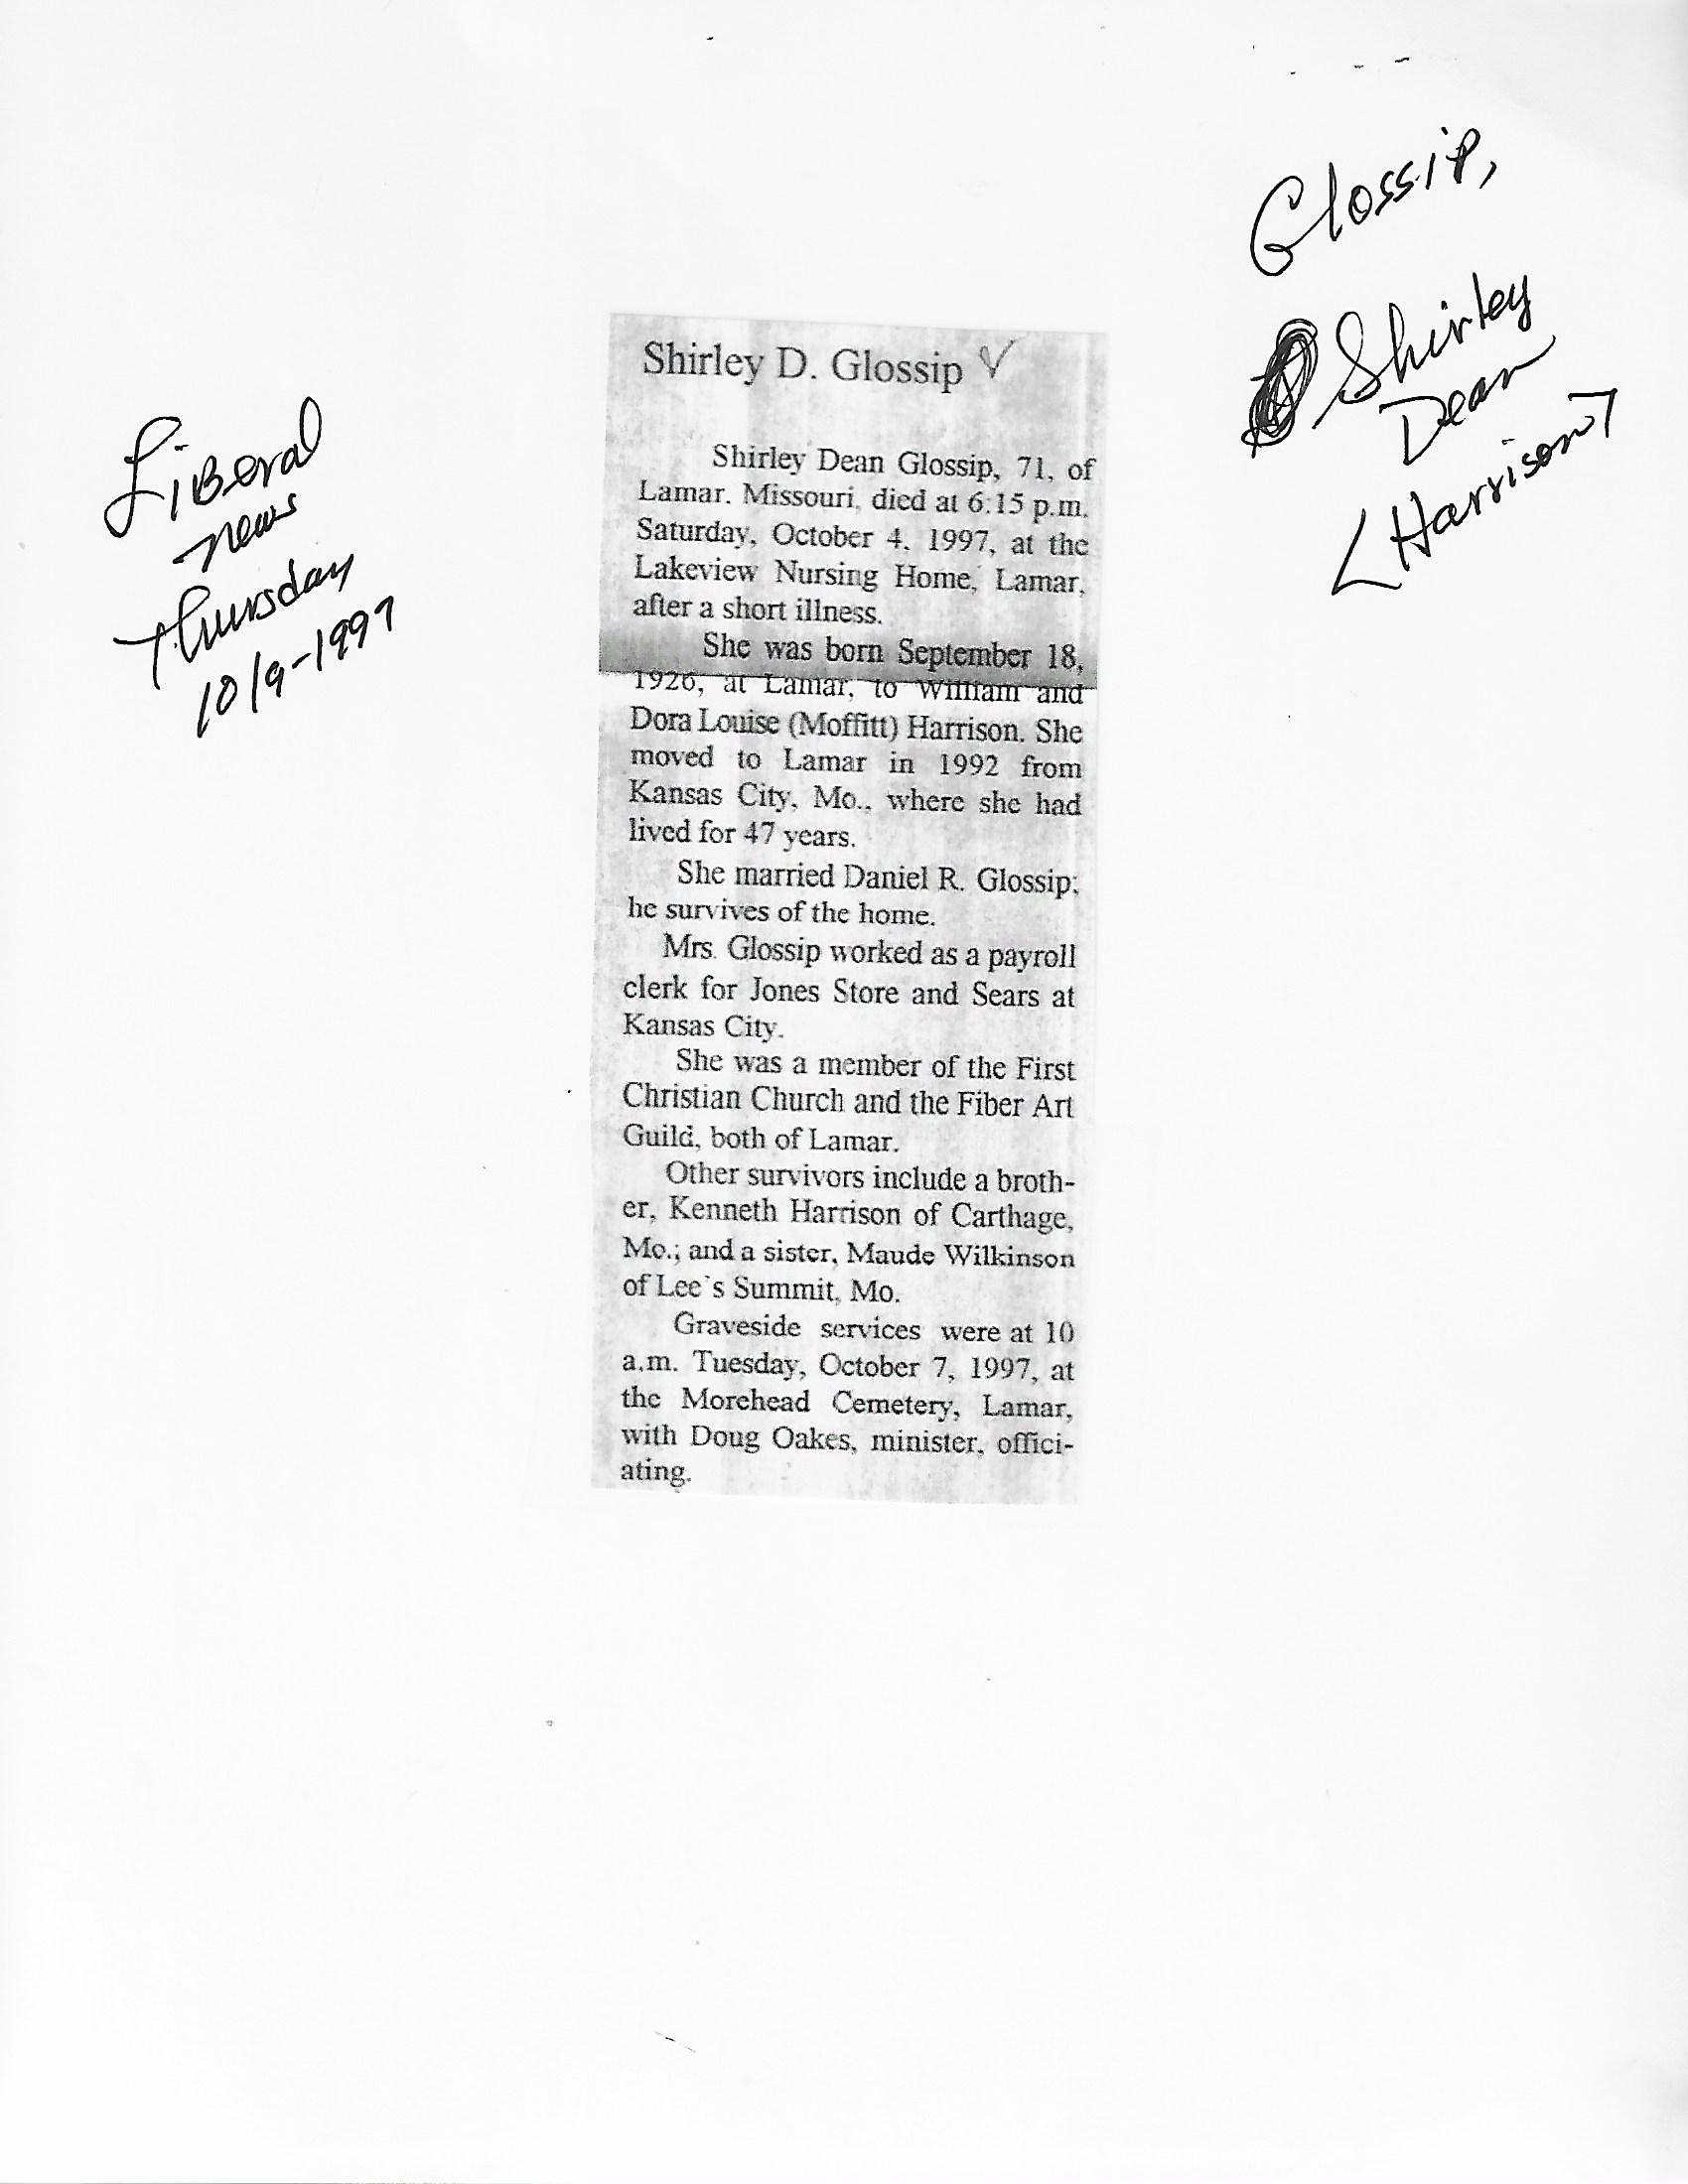 Glossip,
Shirley
Dean
<Harrison>
Liberal
news
Thursday
10/9-1997
Shirley D. Glossip
Shirley Dean Glossip, 71, of
Lamar. Missouri, died at 6:15 p.m.
Saturday, October 4, 1997, at the
Lakeview Nursing Home, Lamar,
after a short illness.
She was born September 18,
1926, at Lamar, to William and
Dora Louise (Moffitt) Harrison. She
moved to Lamar in 1992 from
Kansas City, Mo., where she had
lived for 47 years.
She married Daniel R. Glossip;
he survives of the home.
Mrs. Glossip worked as a payroll
clerk for Jones Store and Sears at
Kansas City.
She was a member of the First
Christian Church and the Fiber Art
Guild, both of Lamar.
Other survivors include a broth-
er, Kenneth Harrison of Carthage,
Mo.; and a sister, Maude Wilkinson
of Lee's Summit, Mo.
Graveside services were at 10
a.m. Tuesday, October 7, 1997, at
the Morehead Cemetery, Lamar,
with Doug Oakes, minister, offici-
ating.